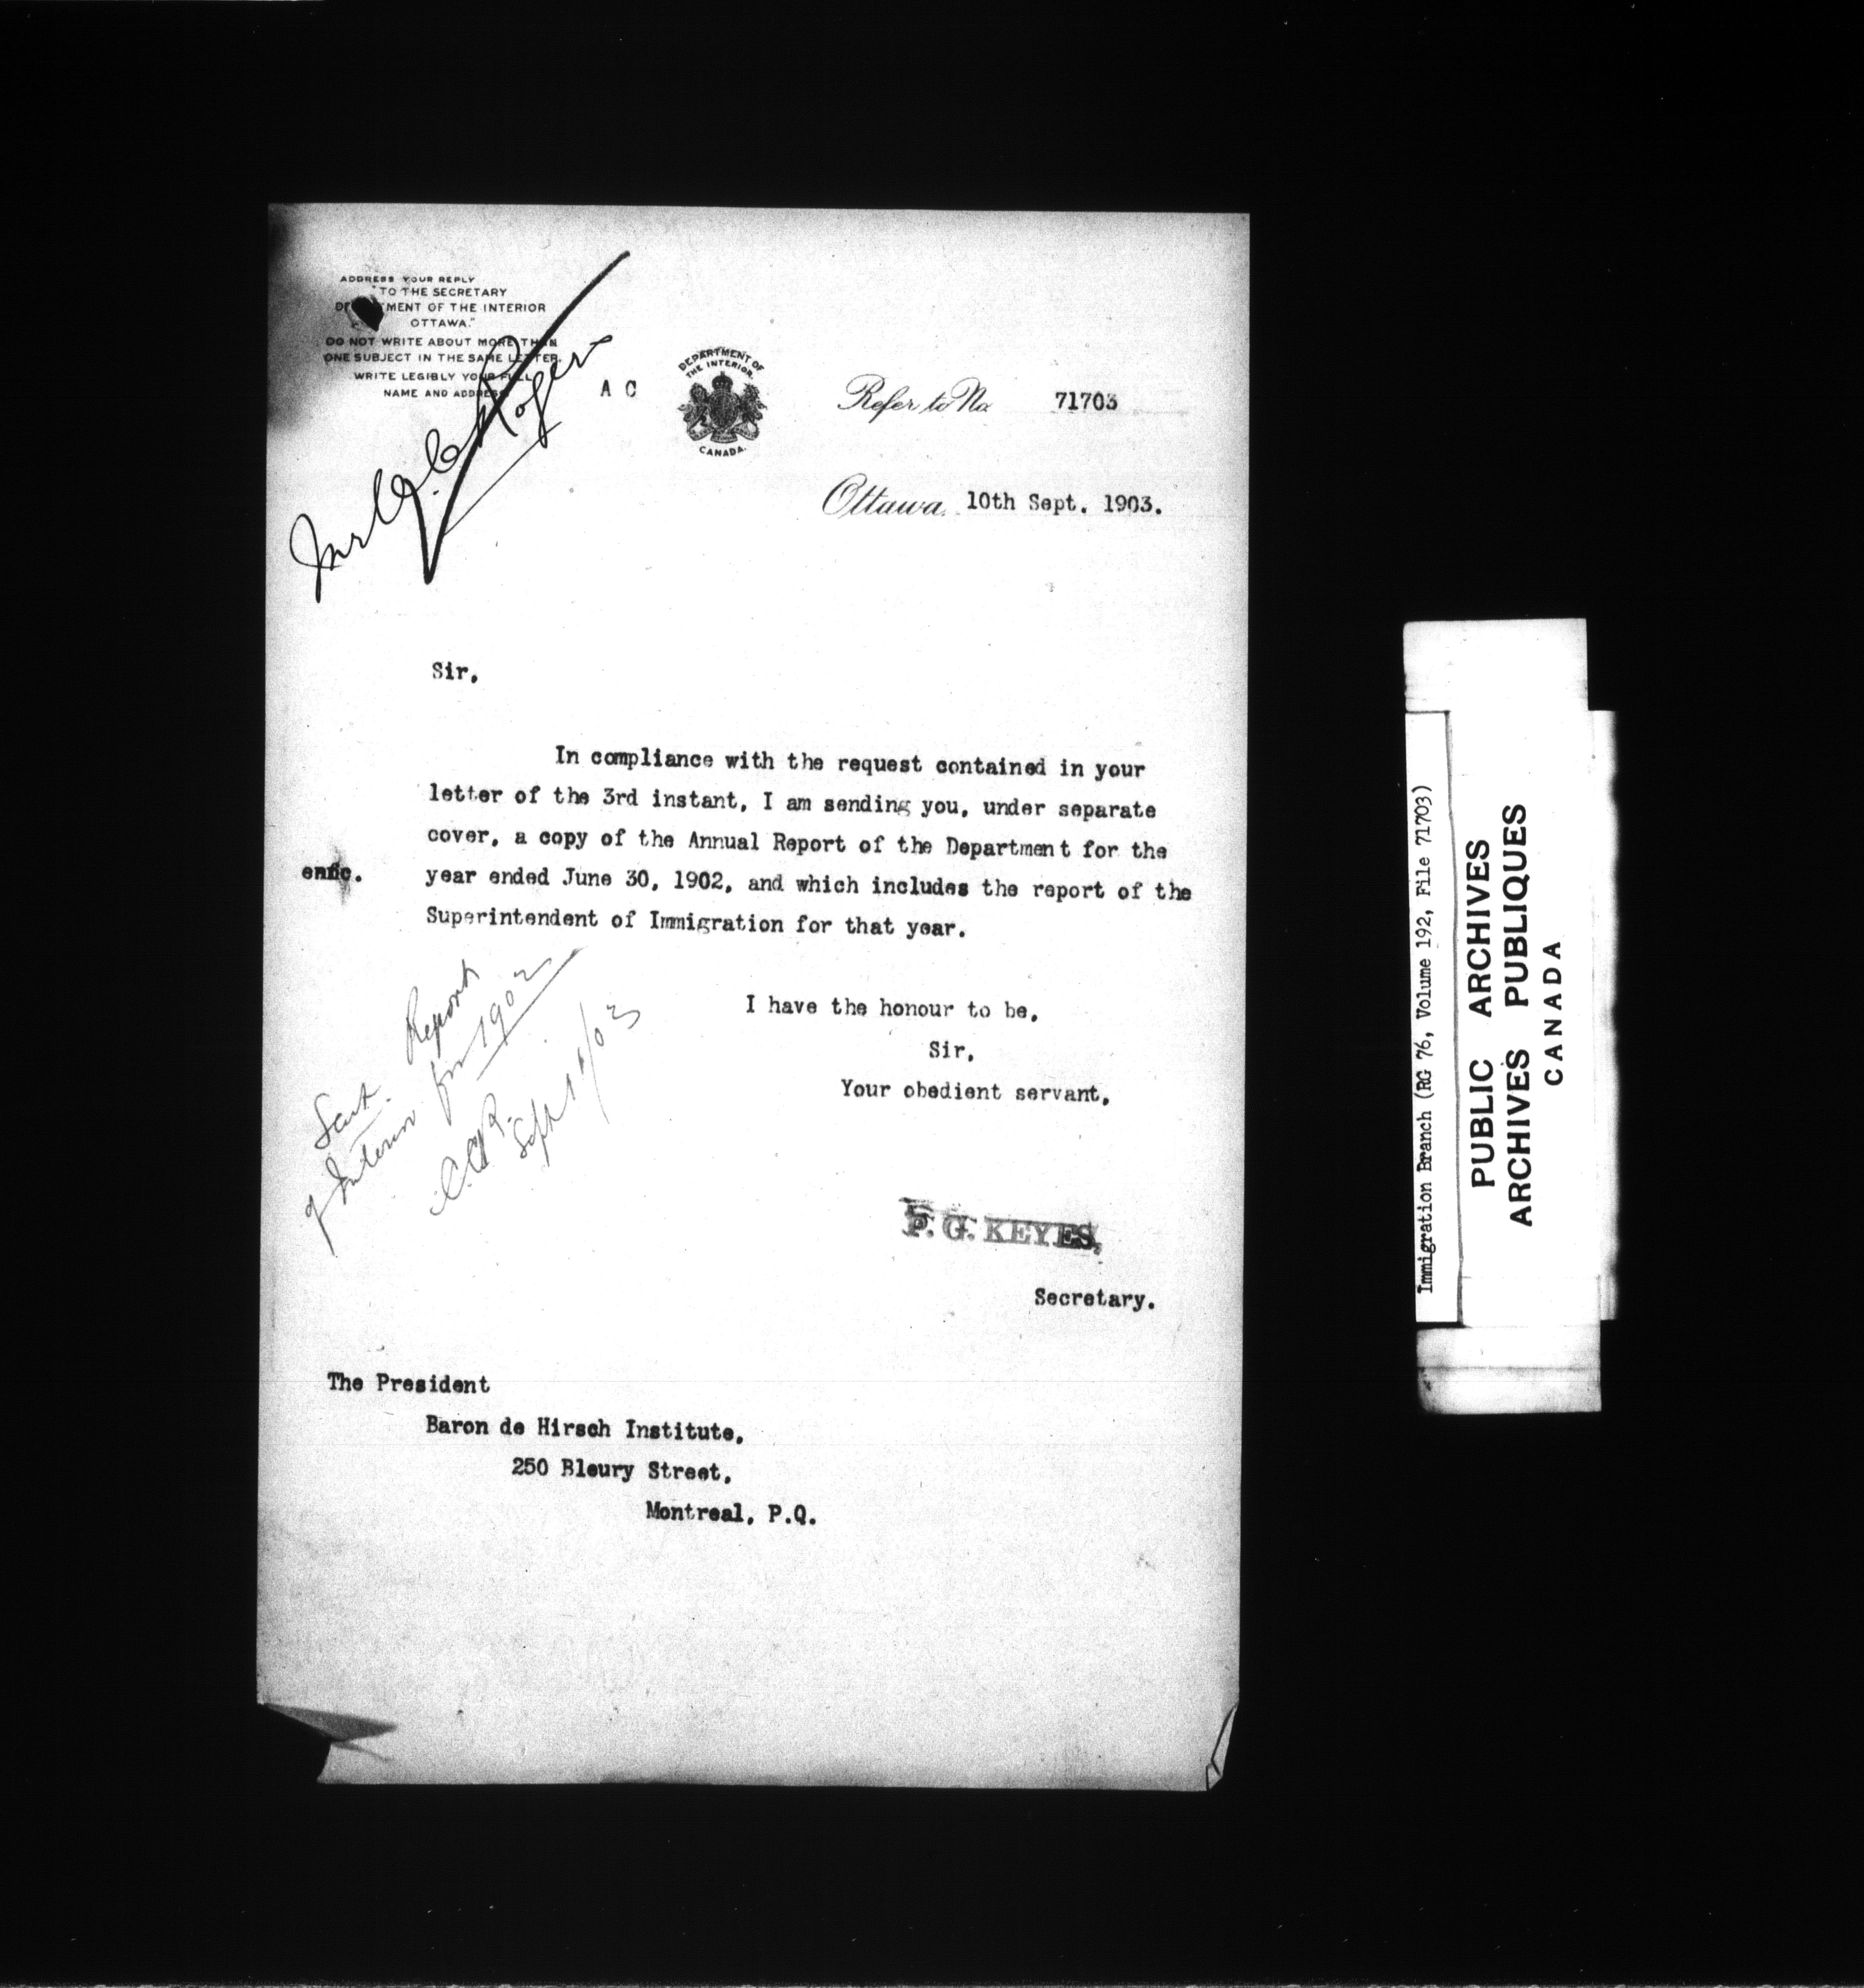 ADDRESS YOUR REPLY
"TO THE SECRETARY
DEPARTMENT OF THE INTERIOR
OTTAWA."
DO NOT WRITE ABOUT MORE THAN
ONE SUBJECT IN THE SAME LETTER.
WRITE LEGIBLY YOUR FULL
NAME AND ADDRESS
Rogers
A C
DEPARTMENT OF
THE INTERIOR.
CANADA.
Refer to No 71703
Ottawa, 10th Sept. 1903.
Sir,
In compliance with the request contained in your
letter of the 3rd instant, I am sending you, under separate
cover, a copy of the Annual Report of the Department for the
year ended June 30, 1902, and which includes the report of the
Superintendent of Immigration for that year.
I have the honour to be,
Sir,
Your obedient servant,
Sent Reports
of Interior for 1902
C.C.R.
P. G. KEYES,
Secretary.
The President
Baron de Hirsch Institute,
250 Bleury Street,
Montreal, P.Q.
Immigration Branch (RG 76, Volume 192, File 71703)
PUBLIC ARCHIVES
ARCHIVES PUBLIQUES
CANADA